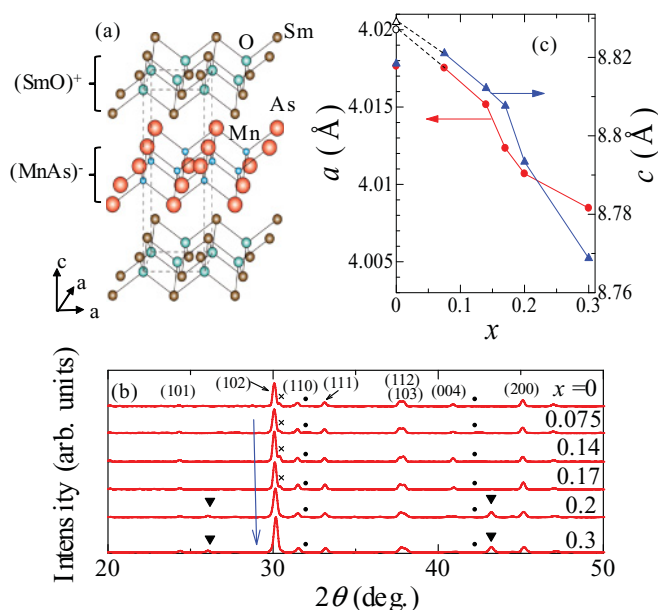 (a)
Sm
O
(SmO)⁺
As
Mn
(MnAs)⁻
c
a
a
(c)
4.02
4.015
4.01
4.005
a (Å)
8.82
8.8
8.78
8.76
c (Å)
0
0.1
0.2
0.3
x
(b)
(101)
(102)
(110)
(111)
(112)
(103)
(004)
(200)
x =0
0.075
0.14
0.17
0.2
0.3
Intensity (arb. units)
20
30
40
50
2θ (deg.)